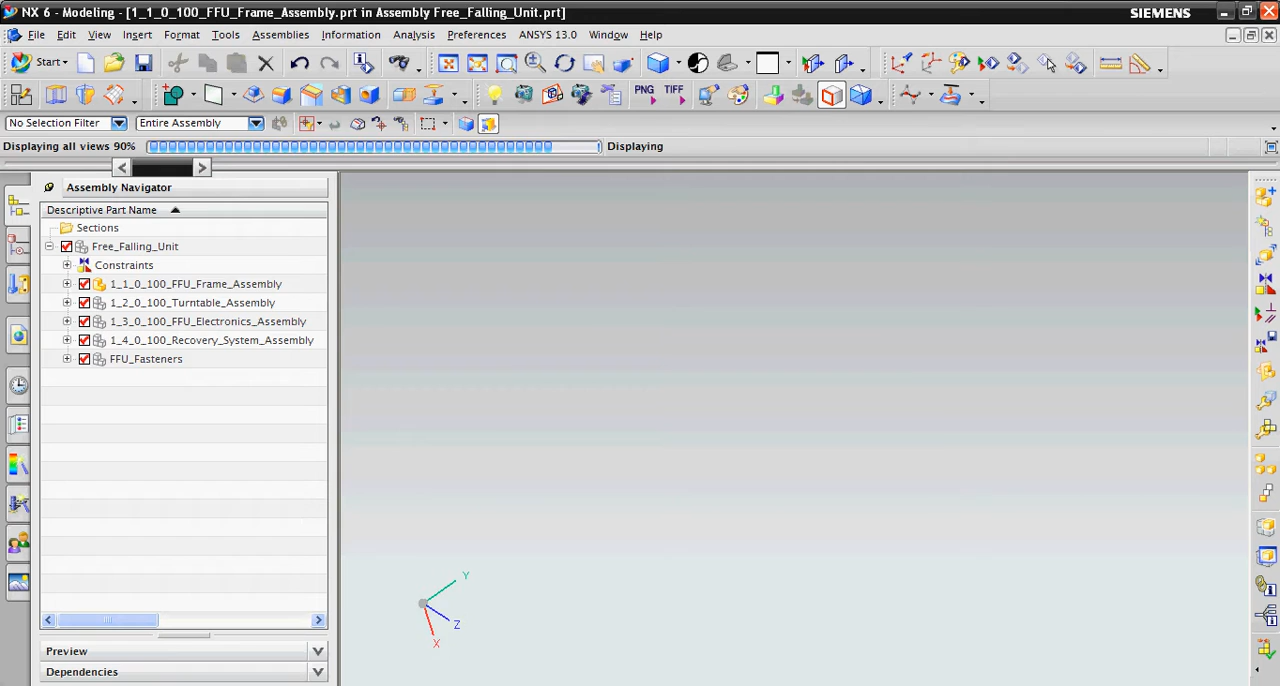 NX 6 - Modeling - [1_1_0_100_FFU_Frame_Assembly.prt in Assembly Free_Falling_Unit.prt]
SIEMENS
File Edit View Insert Format Tools Assemblies Information Analysis Preferences ANSYS 13.0 Window Help
Start
PNG TIFF
No Selection Filter Entire Assembly
Displaying all views 90% Displaying
Assembly Navigator
Descriptive Part Name
Sections
Free_Falling_Unit
Constraints
1_1_0_100_FFU_Frame_Assembly
1_2_0_100_Turntable_Assembly
1_3_0_100_FFU_Electronics_Assembly
1_4_0_100_Recovery_System_Assembly
FFU_Fasteners
Y
Z
X
Preview
Dependencies